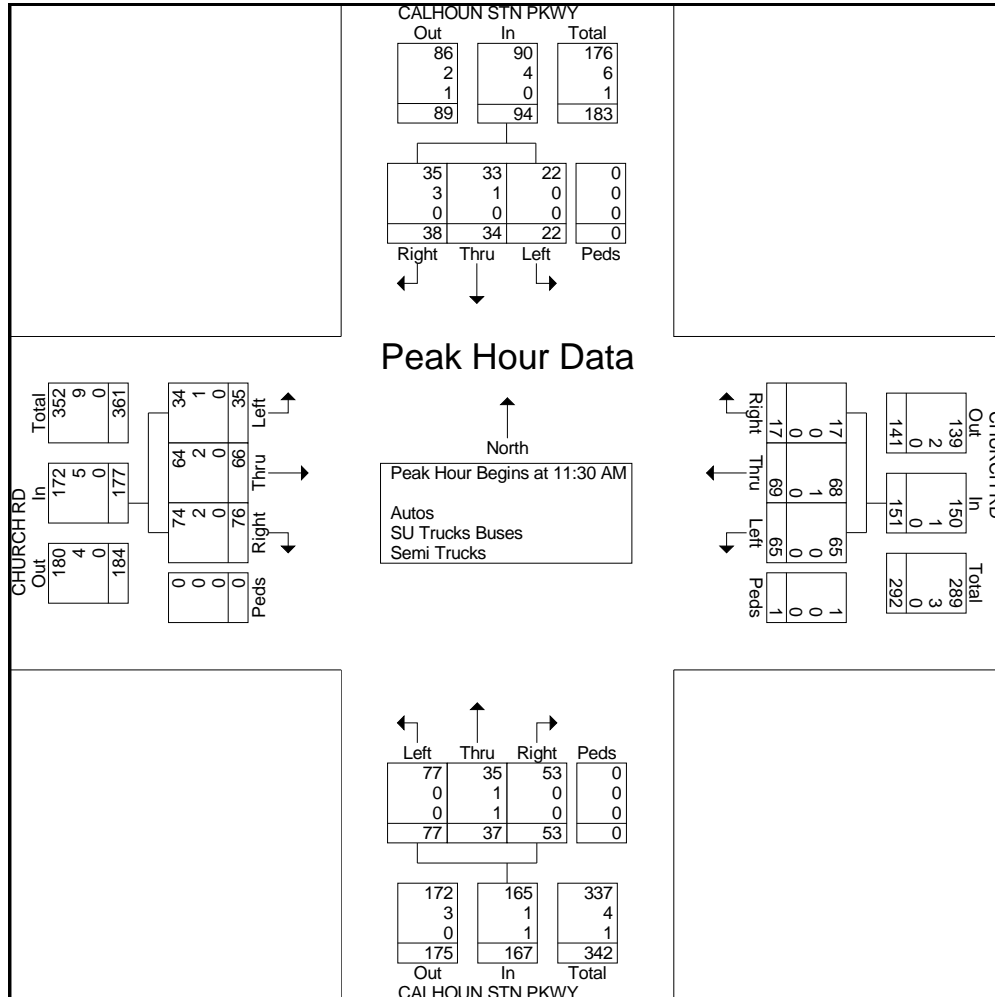 CALHOUN STN PKWY
Out In Total
86 90 176
2 4 6
1 0 1
89 94 183
35 33 22 0
3 1 0 0
0 0 0 0
38 34 22 0
Right Thru Left Peds
Peak Hour Data
North
Peak Hour Begins at 11:30 AM
Autos
SU Trucks Buses
Semi Trucks
CHURCH RD
Out In Total
180 172 352
4 5 9
0 0 0
184 177 361
0 74 64 34
0 2 2 1
0 0 0 0
0 76 66 35
Peds Right Thru Left
CHURCH RD
Out In Total
139 150 289
2 1 3
0 0 0
141 151 292
17 68 65 1
0 1 0 0
0 0 0 0
17 69 65 1
Right Thru Left Peds
Left Thru Right Peds
77 35 53 0
0 1 0 0
0 1 0 0
77 37 53 0
172 165 337
3 1 4
0 1 1
175 167 342
Out In Total
CALHOUN STN PKWY